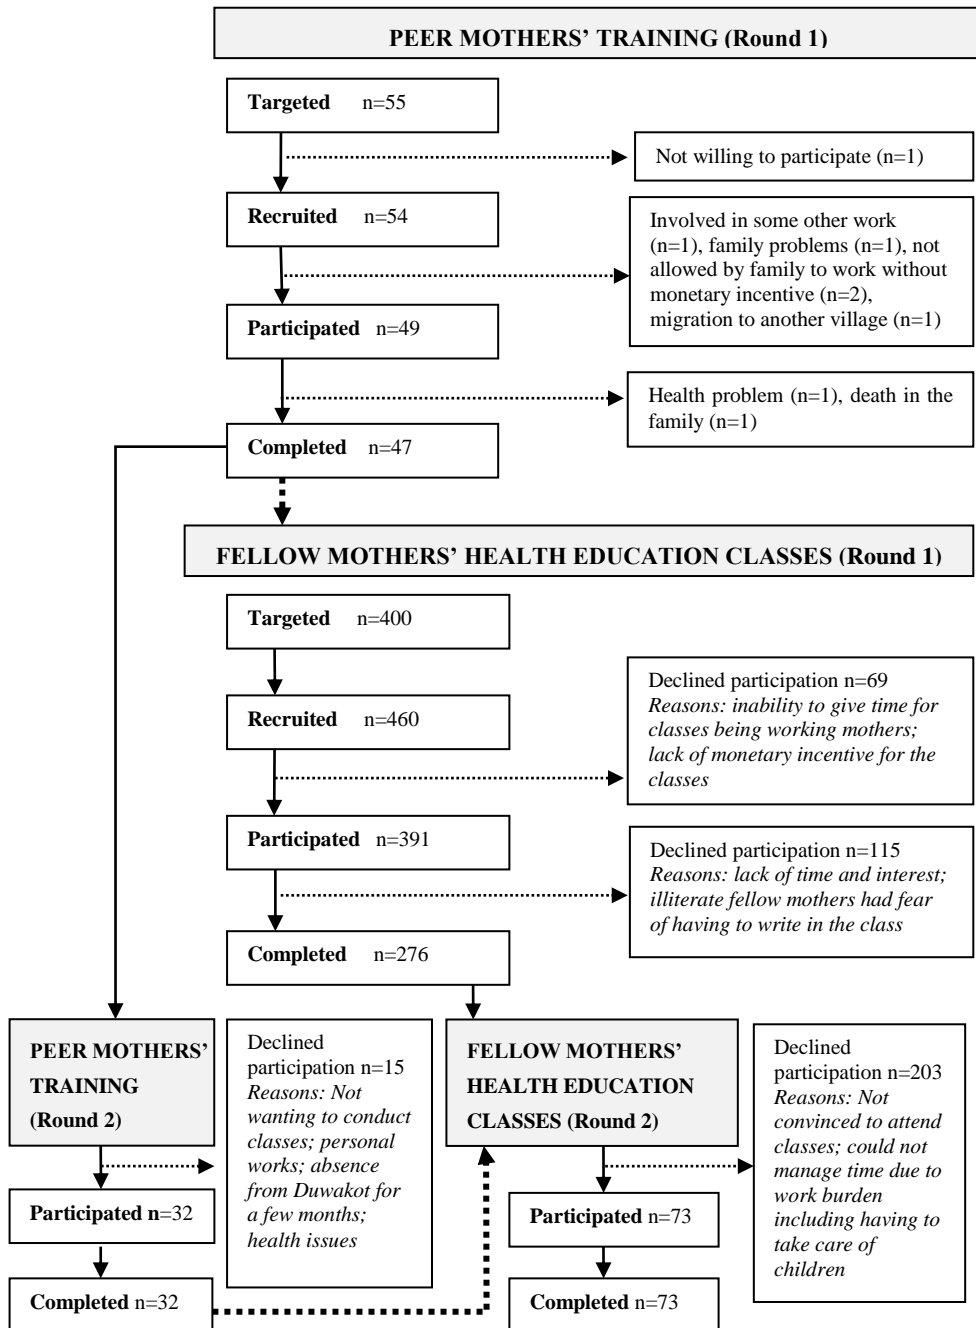 PEER MOTHERS’ TRAINING (Round 1)
Targeted n=55
Not willing to participate (n=1)
Recruited n=54
Involved in some other work
(n=1), family problems (n=1), not
allowed by family to work without
monetary incentive (n=2),
migration to another village (n=1)
Participated n=49
Health problem (n=1), death in the
family (n=1)
Completed n=47
FELLOW MOTHERS’ HEALTH EDUCATION CLASSES (Round 1)
Targeted n=400
Declined participation n=69
Reasons: inability to give time for
classes being working mothers;
lack of monetary incentive for the
classes
Recruited n=460
Participated n=391
Declined participation n=115
Reasons: lack of time and interest;
illiterate fellow mothers had fear
of having to write in the class
Completed n=276
PEER MOTHERS’
TRAINING
(Round 2)
Declined
participation n=15
Reasons: Not
wanting to conduct
classes; personal
works; absence
from Duwakot for
a few months;
health issues
Participated n=32
Completed n=32
FELLOW MOTHERS’
HEALTH EDUCATION
CLASSES (Round 2)
Declined
participation n=203
Reasons: Not
convinced to attend
classes; could not
manage time due to
work burden
including having to
take care of
children
Participated n=73
Completed n=73